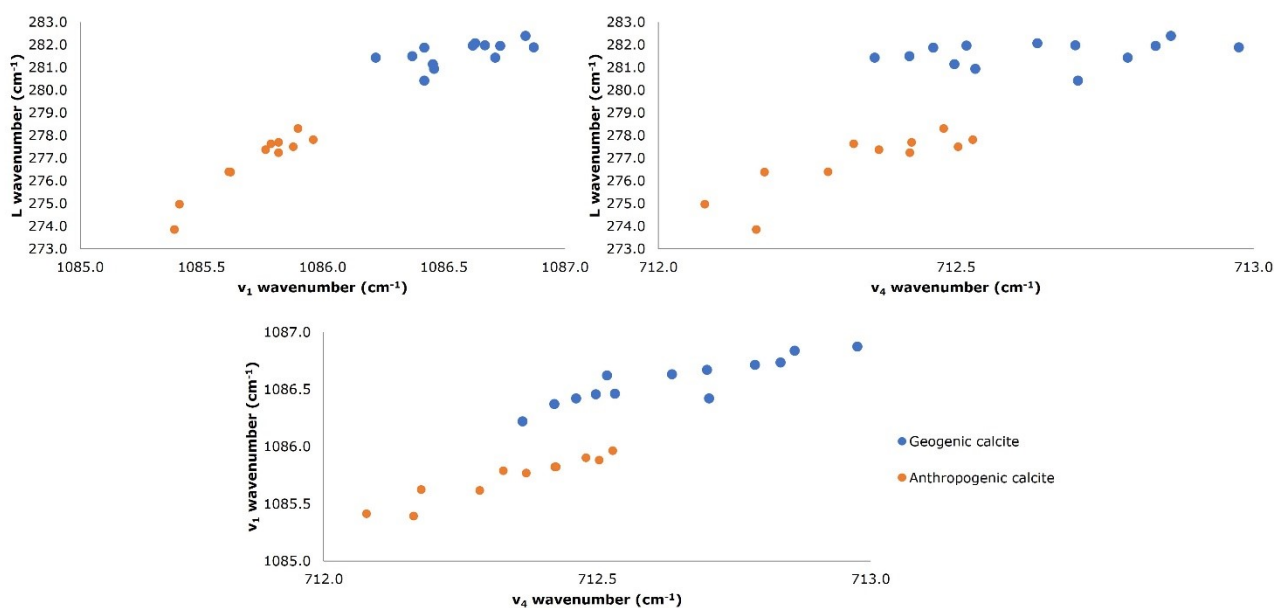 283.0
282.0
281.0
280.0
279.0
278.0
277.0
276.0
275.0
274.0
273.0
L wavenumber (cm⁻¹)
1085.0 1085.5 1086.0 1086.5 1087.0
v₁ wavenumber (cm⁻¹)
283.0
282.0
281.0
280.0
278.0
277.0
276.0
275.0
274.0
273.0
L wavenumber (cm⁻¹)
712.0 712.5 713.0
v₄ wavenumber (cm⁻¹)
1087.0
1086.5
1086.0
1085.5
1085.0
v₁ wavenumber (cm⁻¹)
712.0 712.5 713.0
v₄ wavenumber (cm⁻¹)
Geogenic calcite
Anthropogenic calcite